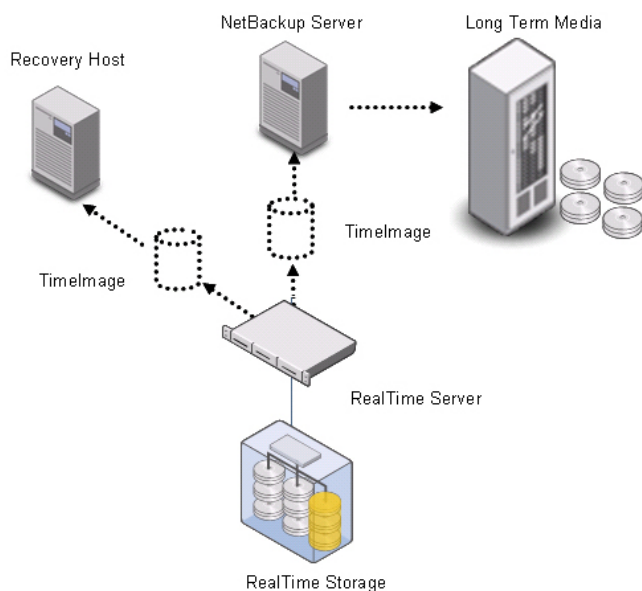 NetBackup Server
Long Term Media
Recovery Host
TimeImage
TimeImage
RealTime Server
RealTime Storage